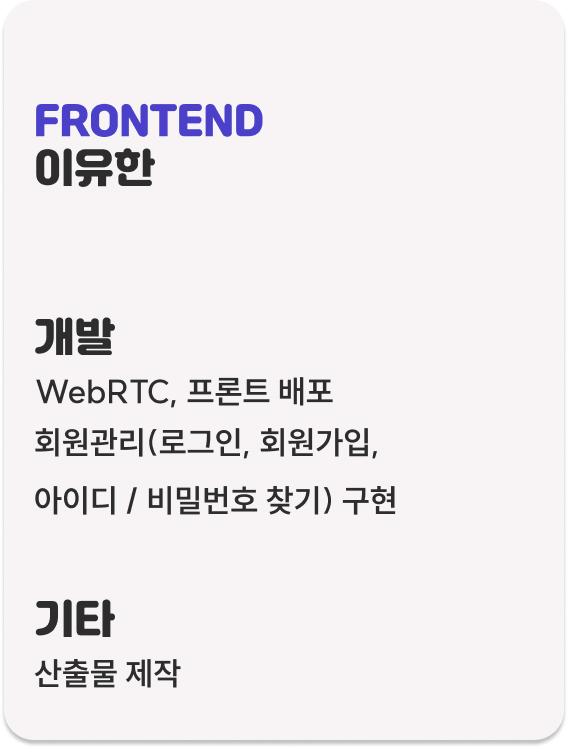 FRONTEND
이유한
개발
WebRTC, 프론트 배포
회원관리(로그인, 회원가입,
아이디 / 비밀번호 찾기) 구현
기타
산출물 제작